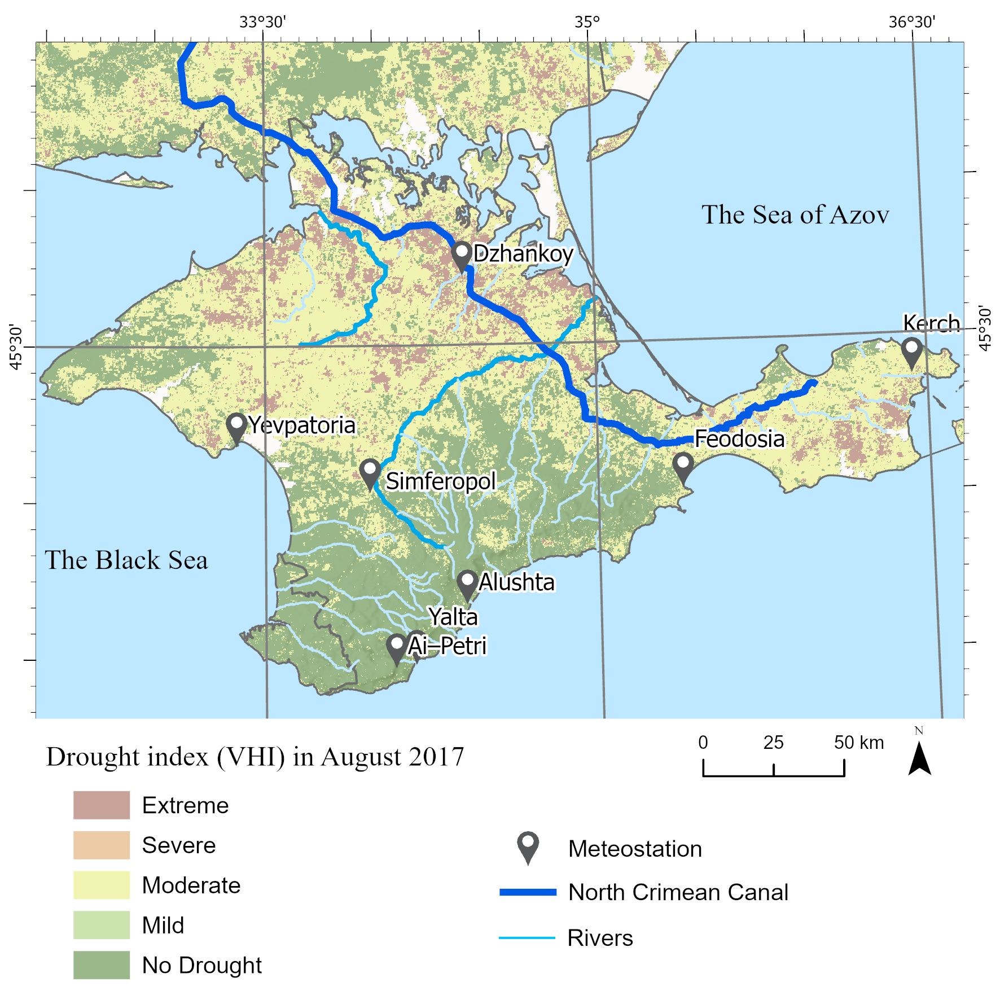 33°30'
35°
36°30'
The Sea of Azov
Dzhankoy
Kerch
45°30'
45°30'
Yevpatoria
Feodosia
Simferopol
The Black Sea
Alushta
Yalta
Ai–Petri
Drought index (VHI) in August 2017
0 25 50 km
N
Extreme
Severe
Moderate
Mild
No Drought
Meteostation
North Crimean Canal
Rivers